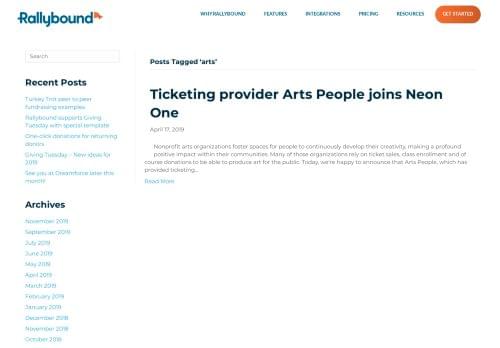 Rallybound
WHY RALLYBOUND
FEATURES
INTEGRATIONS
PRICING
RESOURCES
GET STARTED
Search
Recent Posts
Turkey Trot peer to peer
fundraising examples
Rallybound supports Giving
Tuesday with special template
One-click donations for returning
donors
Giving Tuesday – New ideas for
2019
See you at Dreamforce later this
month!
Archives
November 2019
September 2019
July 2019
June 2019
May 2019
April 2019
March 2019
February 2019
January 2019
December 2018
November 2018
October 2018
Posts Tagged 'arts'
Ticketing provider Arts People joins Neon
One
April 17, 2019
Nonprofit arts organizations foster spaces for people to continuously develop their creativity, making a profound
positive impact within their communities. Many of those organizations rely on ticket sales, class enrollment and of
course donations to be able to produce art for the public. Today, we're happy to announce that Arts People, which has
provided ticketing...
Read More